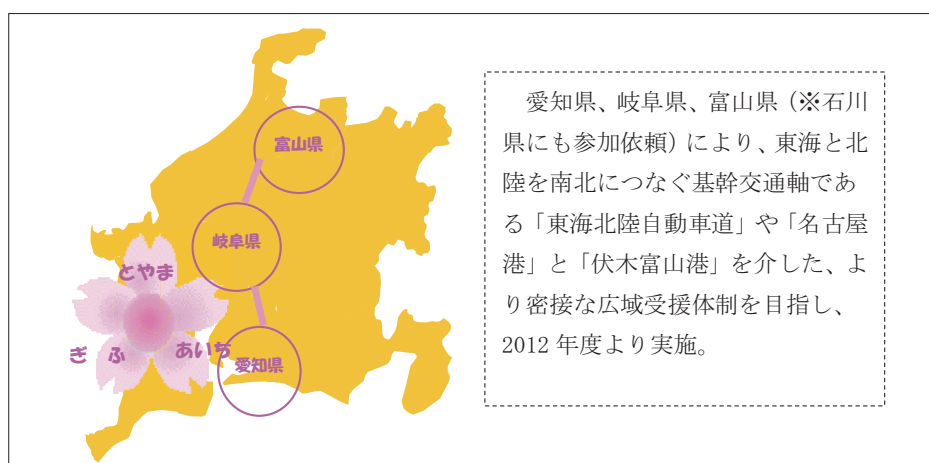 富山県
岐阜県
愛知県
とやま
ぎ ふ
あいち
愛知県、岐阜県、富山県（※石川
県にも参加依頼）により、東海と北
陸を南北につなぐ基幹交通軸であ
る「東海北陸自動車道」や「名古屋
港」と「伏木富山港」を介した、よ
り密接な広域受援体制を目指し、
2012 年度より実施。